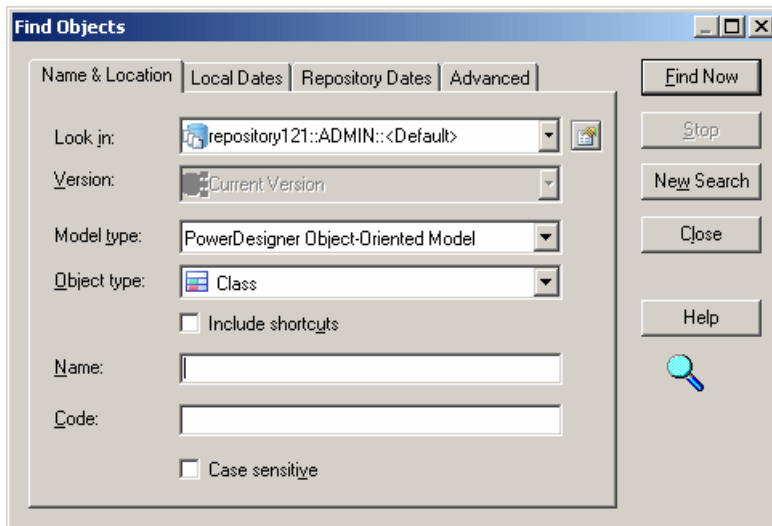 Find Objects
Name & Location
Local Dates
Repository Dates
Advanced
Look in:
repository121::ADMIN::<Default>
Version:
Current Version
Model type:
PowerDesigner Object-Oriented Model
Object type:
Class
Include shortcuts
Name:
Code:
Case sensitive
Find Now
Stop
New Search
Close
Help